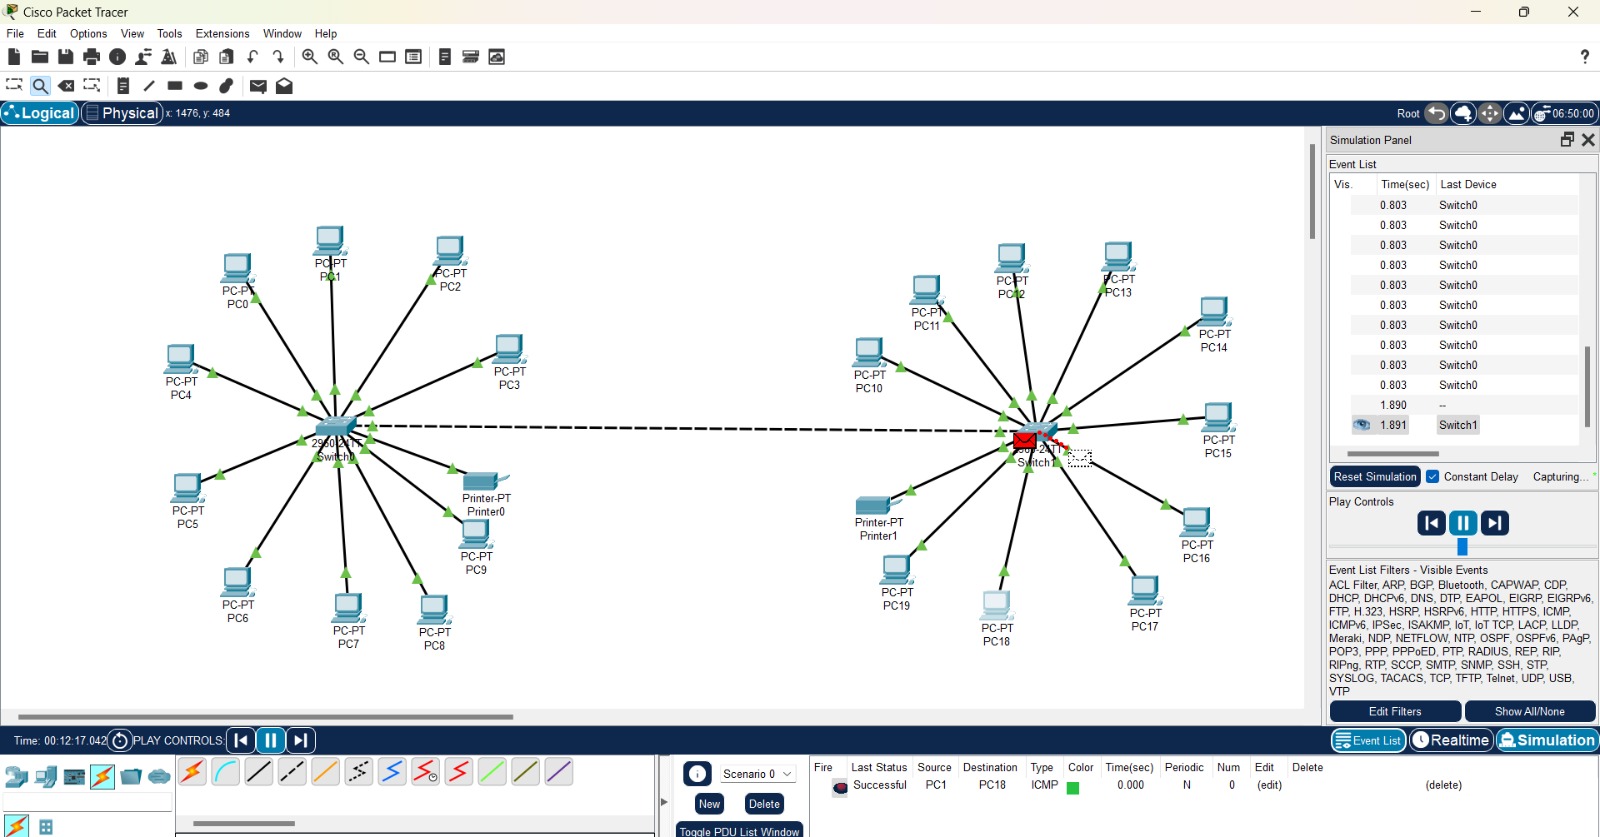 Cisco Packet Tracer
File Edit Options View Tools Extensions Window Help
?
Logical Physical x: 1476, y: 484 Root 06:50:00
Simulation Panel
Event List
Vis. Time(sec) Last Device
0.803 Switch0
0.803 Switch0
0.803 Switch0
0.803 Switch0
0.803 Switch0
0.803 Switch0
0.803 Switch0
0.803 Switch0
0.803 Switch0
0.803 Switch0
1.890 --
1.891 Switch1
Reset Simulation Constant Delay Capturing...
Play Controls
Event List Filters - Visible Events
ACL Filter, ARP, BGP, Bluetooth, CAPWAP, CDP,
DHCP, DHCPv6, DNS, DTP, EAPOL, EIGRP, EIGRPv6,
FTP, H.323, HSRP, HSRPv6, HTTP, HTTPS, ICMP,
ICMPv6, IPSec, ISAKMP, IoT, IoT TCP, LACP, LLDP,
Meraki, NDP, NETFLOW, NTP, OSPF, OSPFv6, PAgP,
POP3, PPP, PPPoED, PTP, RADIUS, REP, RIP,
RIPng, RTP, SCCP, SMTP, SNMP, SSH, STP,
SYSLOG, TACACS, TCP, TFTP, Telnet, UDP, USB,
VTP
Edit Filters Show All/None
PC-PT
PC0
PC-PT
PC1
PC-PT
PC2
PC-PT
PC3
PC-PT
PC4
2960-24TT
Switch0
PC-PT
PC5
Printer-PT
Printer0
PC-PT
PC9
PC-PT
PC6
PC-PT
PC7
PC-PT
PC8
PC-PT
PC11
PC-PT
PC12
PC-PT
PC13
PC-PT
PC14
PC-PT
PC10
PC-PT
PC15
2960-24TT
Switch1
Printer-PT
Printer1
PC-PT
PC16
PC-PT
PC19
PC-PT
PC18
PC-PT
PC17
Time: 00:12:17.042 PLAY CONTROLS: Event List Realtime Simulation
Scenario 0
New Delete
Toggle PDU List Window
Fire Last Status Source Destination Type Color Time(sec) Periodic Num Edit Delete
Successful PC1 PC18 ICMP 0.000 N 0 (edit) (delete)